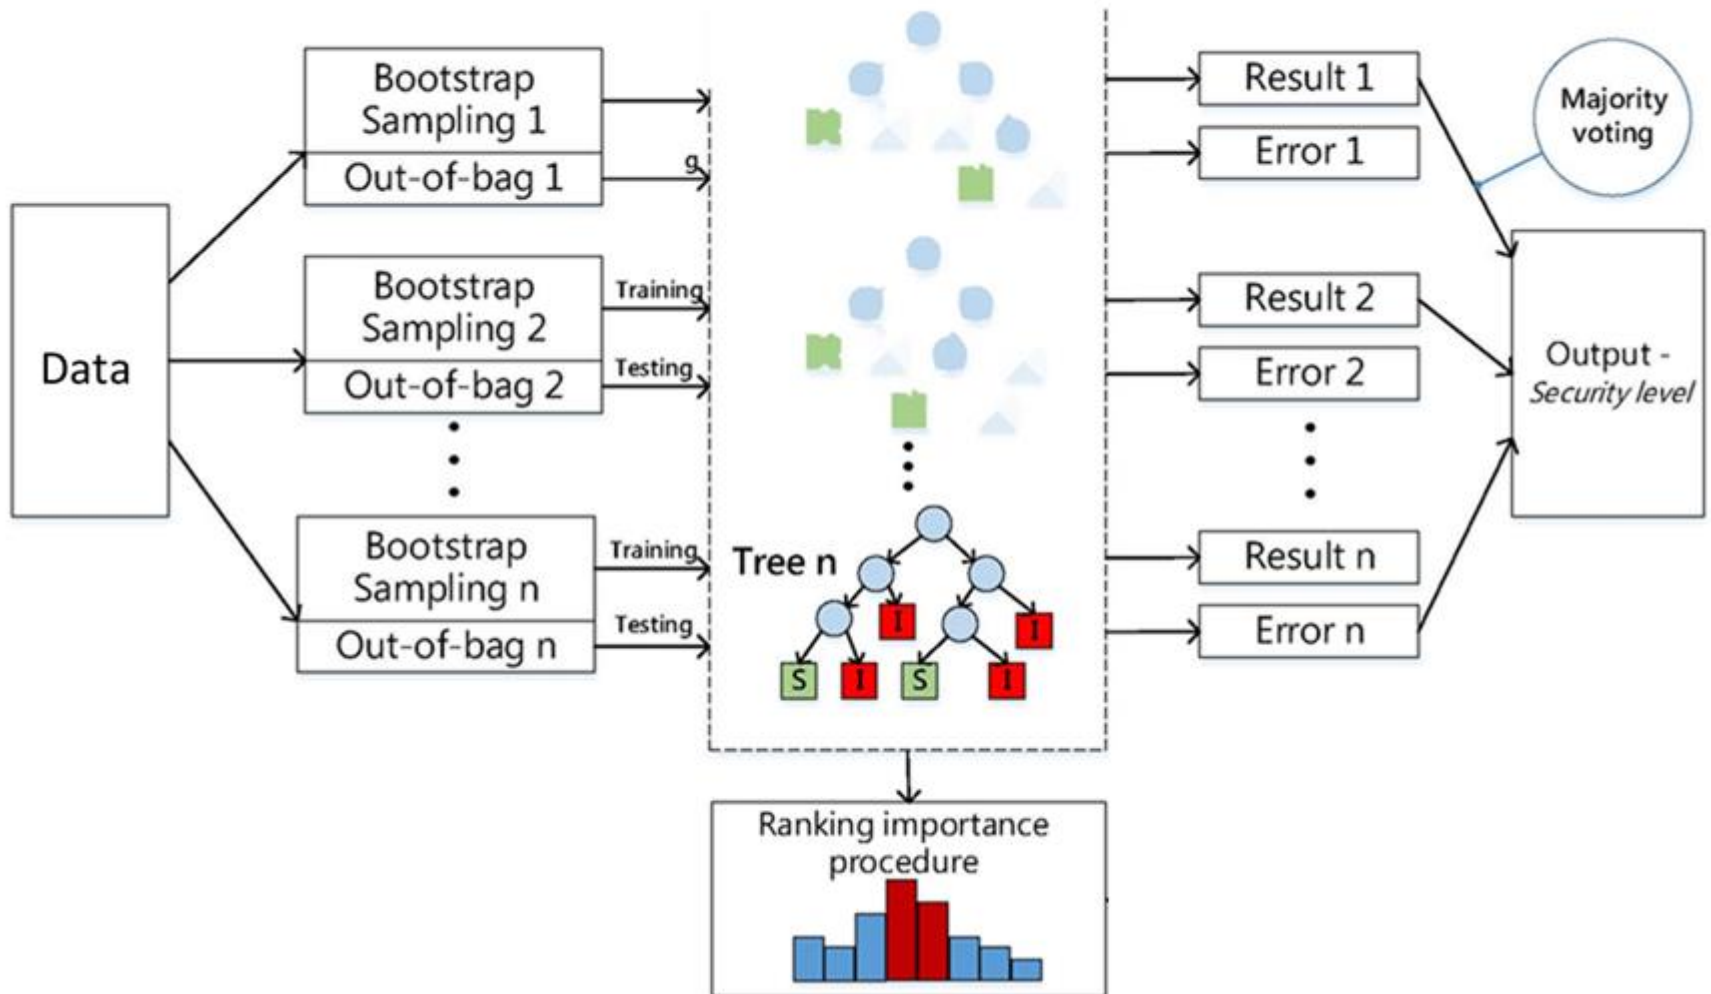 Data
Bootstrap
Sampling 1
Out-of-bag 1
g
Bootstrap
Sampling 2
Out-of-bag 2
Training
Testing
Bootstrap
Sampling n
Out-of-bag n
Training
Testing
Tree n
I
I
S
I
S
I
Ranking importance
procedure
Result 1
Error 1
Result 2
Error 2
Result n
Error n
Majority
voting
Output -
Security level